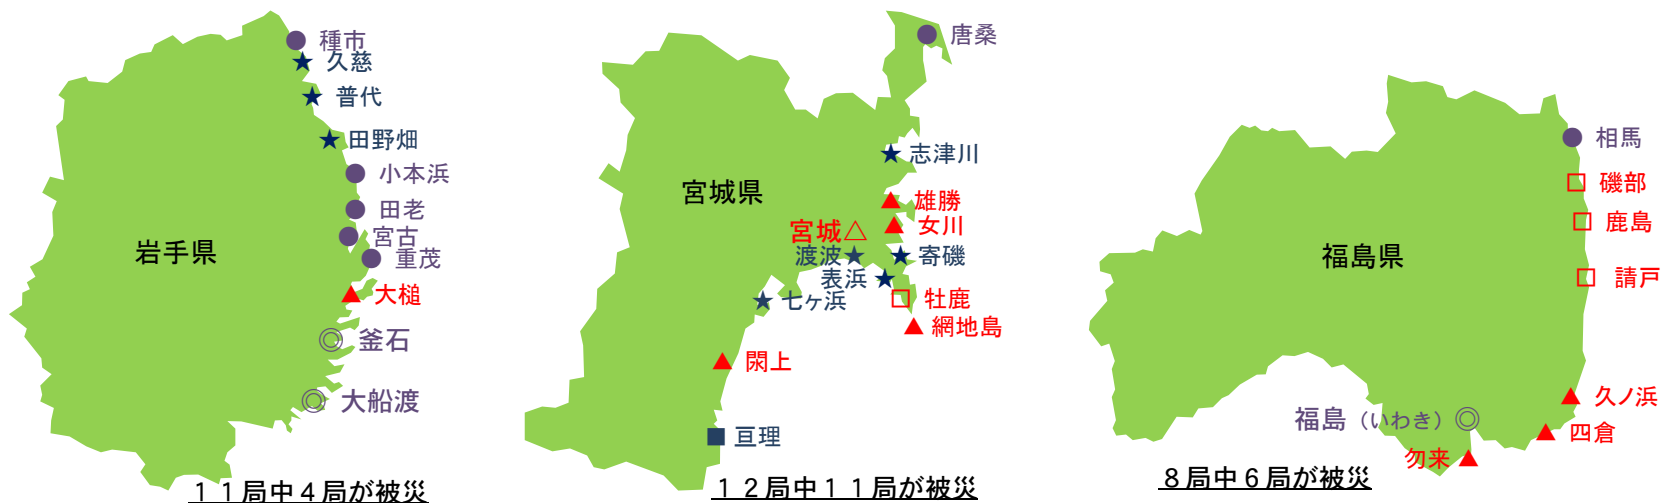 種市
久慈
普代
田野畑
小本浜
田老
宮古
重茂
大槌
釜石
大船渡
岩手県
１１局中４局が被災
唐桑
志津川
雄勝
女川
宮城県
宮城△
渡波
寄磯
表浜
七ヶ浜
牡鹿
網地島
閖上
亘理
１２局中１１局が被災
相馬
磯部
鹿島
請戸
福島県
久ノ浜
福島（いわき）
四倉
勿来
８局中６局が被災